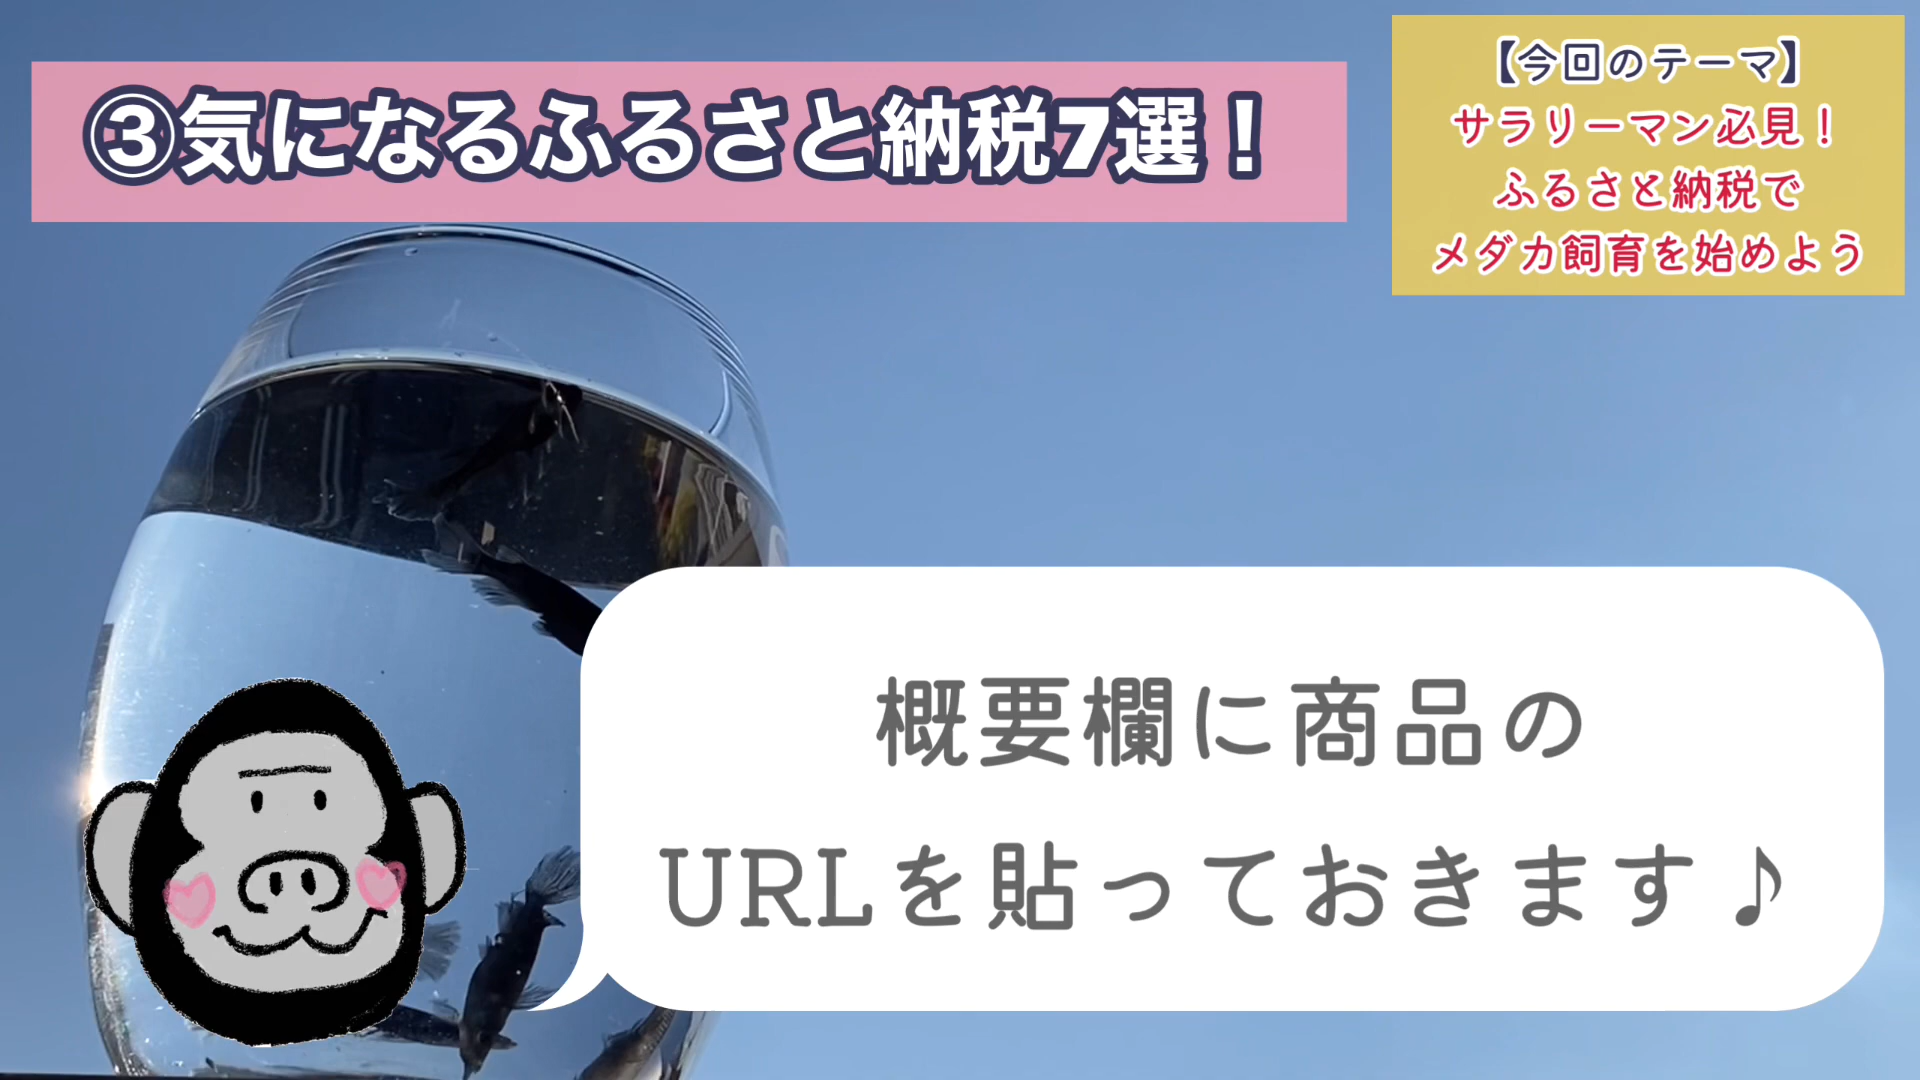 ③気になるふるさと納税7選！
【今回のテーマ】
サラリーマン必見！
ふるさと納税で
メダカ飼育を始めよう
概要欄に商品の
URLを貼っておきます♪